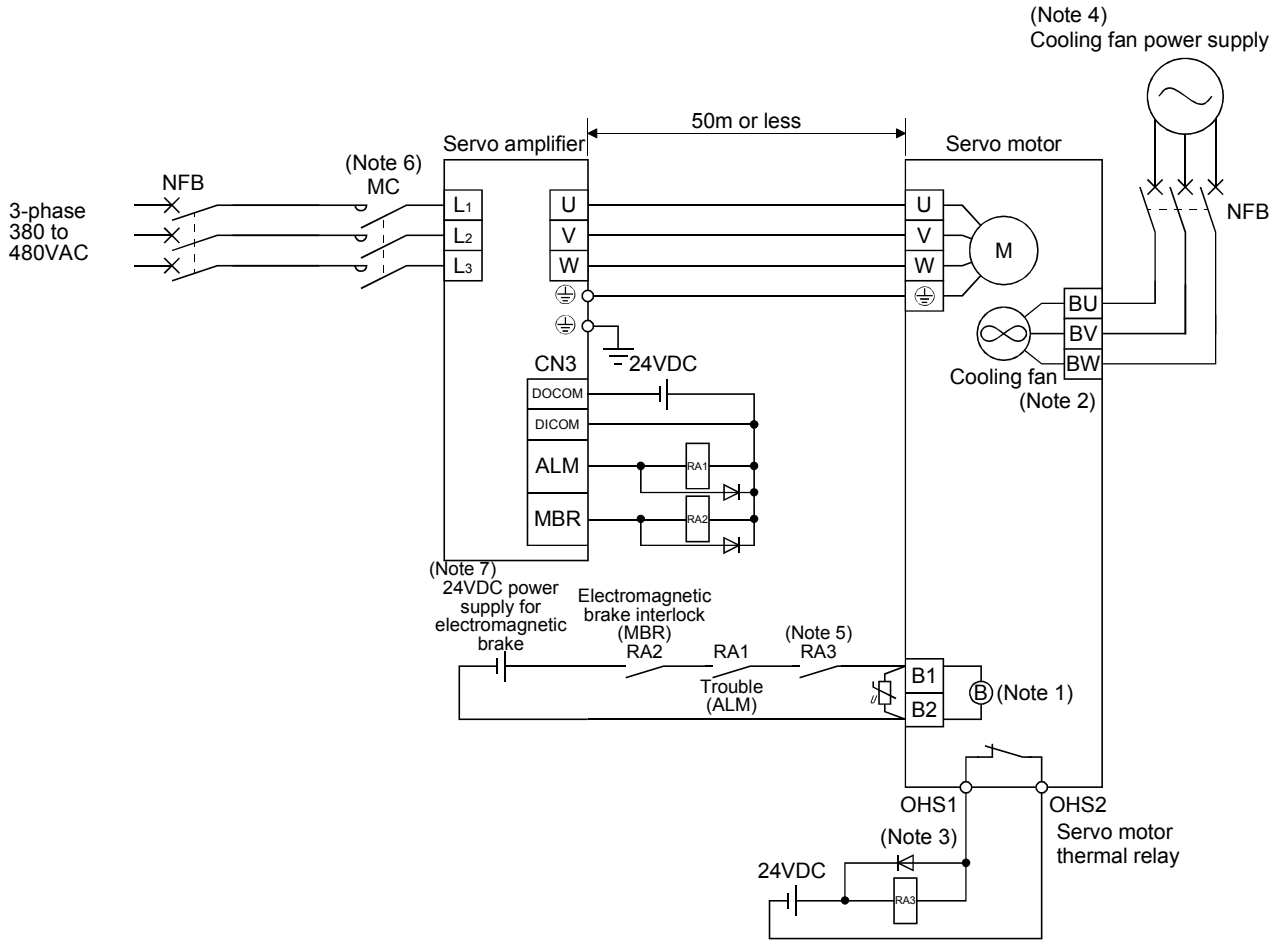 (Note 4)
Cooling fan power supply
50m or less
Servo amplifier
Servo motor
(Note 6)
MC
NFB
3-phase
380 to
480VAC
L1
L2
L3
U
V
W
U
V
W
M
NFB
BU
BV
BW
Cooling fan
(Note 2)
CN3
24VDC
DOCOM
DICOM
ALM
RA1
MBR
RA2
(Note 7)
24VDC power
supply for
electromagnetic
brake
Electromagnetic
brake interlock
(MBR)
RA2
RA1
Trouble
(ALM)
(Note 5)
RA3
U
B1
B2
B
(Note 1)
OHS1
OHS2
Servo motor
thermal relay
(Note 3)
24VDC
RA3